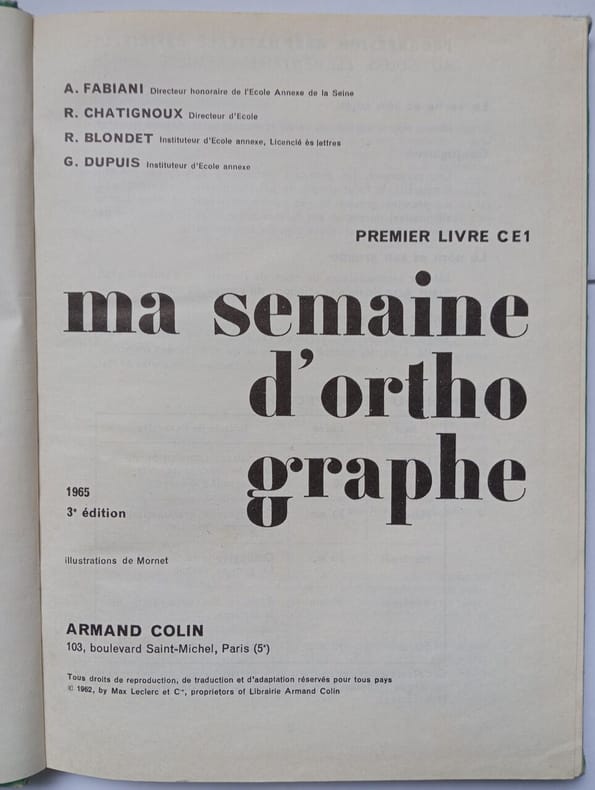 A. FABIANI Directeur honoraire de l'Ecole Annexe de la Seine
R. CHATIGNOUX Directeur d'Ecole
R. BLONDET Instituteur d'Ecole annexe, Licencié ès lettres
G. DUPUIS Instituteur d'Ecole annexe
PREMIER LIVRE CE1
ma semaine
d'ortho
graphe
1965
3e édition
illustrations de Mornet
ARMAND COLIN
103, boulevard Saint-Michel, Paris (5e)
Tous droits de reproduction, de traduction et d'adaptation réservés pour tous pays
© 1962, by Max Leclerc et Cie, proprietors of Librairie Armand Colin